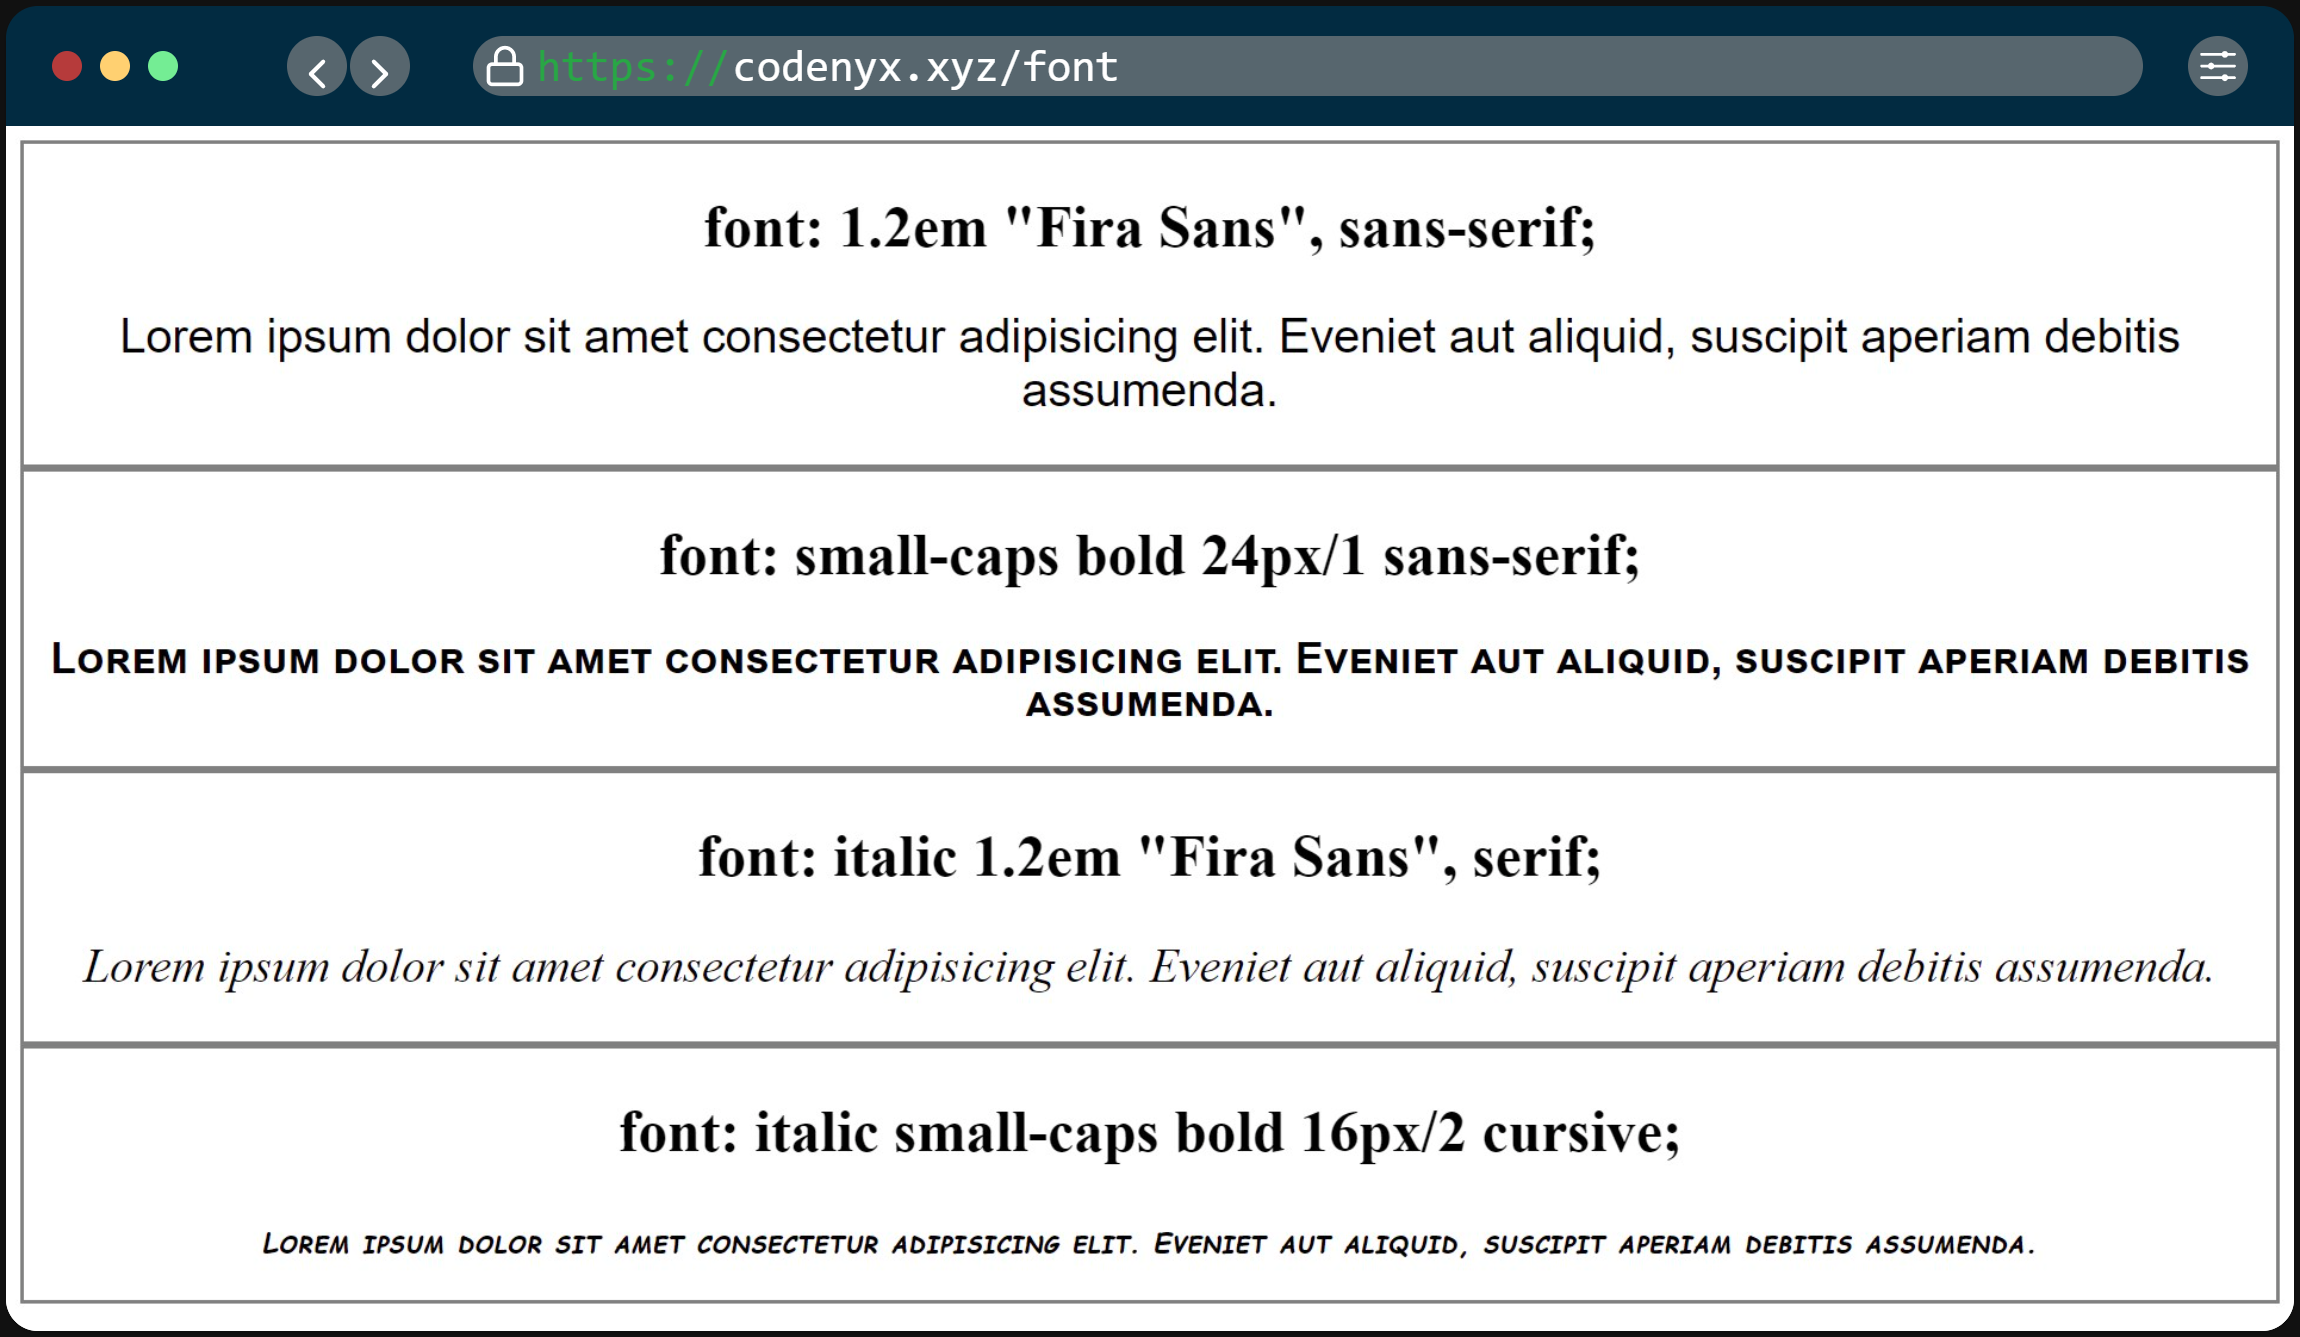 https://codenyx.xyz/font
font: 1.2em "Fira Sans", sans-serif;
Lorem ipsum dolor sit amet consectetur adipisicing elit. Eveniet aut aliquid, suscipit aperiam debitis
assumenda.
font: small-caps bold 24px/1 sans-serif;
Lorem ipsum dolor sit amet consectetur adipisicing elit. Eveniet aut aliquid, suscipit aperiam debitis
assumenda.
font: italic 1.2em "Fira Sans", serif;
Lorem ipsum dolor sit amet consectetur adipisicing elit. Eveniet aut aliquid, suscipit aperiam debitis assumenda.
font: italic small-caps bold 16px/2 cursive;
Lorem ipsum dolor sit amet consectetur adipisicing elit. Eveniet aut aliquid, suscipit aperiam debitis assumenda.